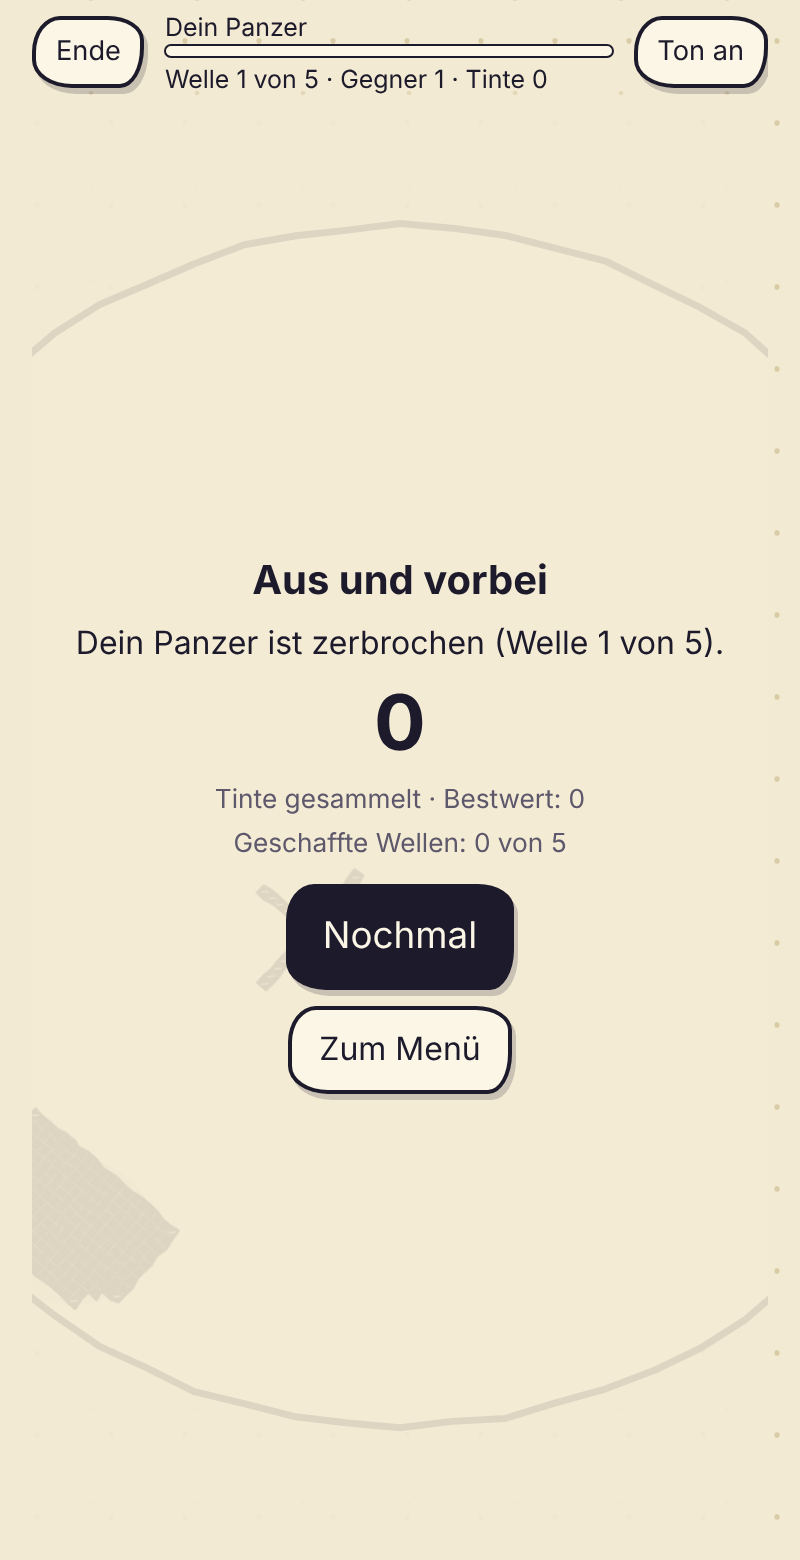 Ende
Dein Panzer
Welle 1 von 5 · Gegner 1 · Tinte 0
Ton an
Aus und vorbei
Dein Panzer ist zerbrochen (Welle 1 von 5).
0
Tinte gesammelt · Bestwert: 0
Geschaffte Wellen: 0 von 5
Nochmal
Zum Menü